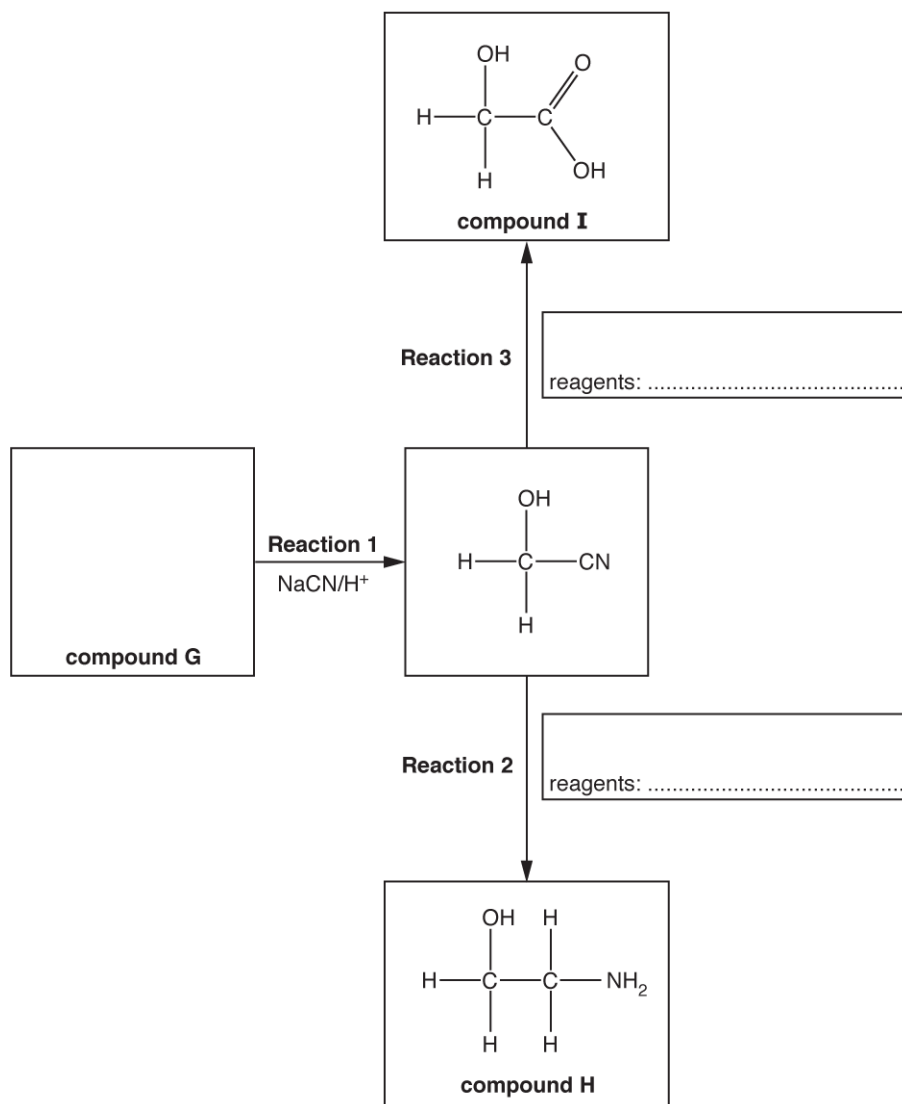 OH
O
H C C
H
OH
compound I
Reaction 3
reagents: ..........................................
OH
Reaction 1
H C CN
NaCN/H⁺
H
compound G
Reaction 2
reagents: ..........................................
OH H
H C C NH₂
H H
compound H